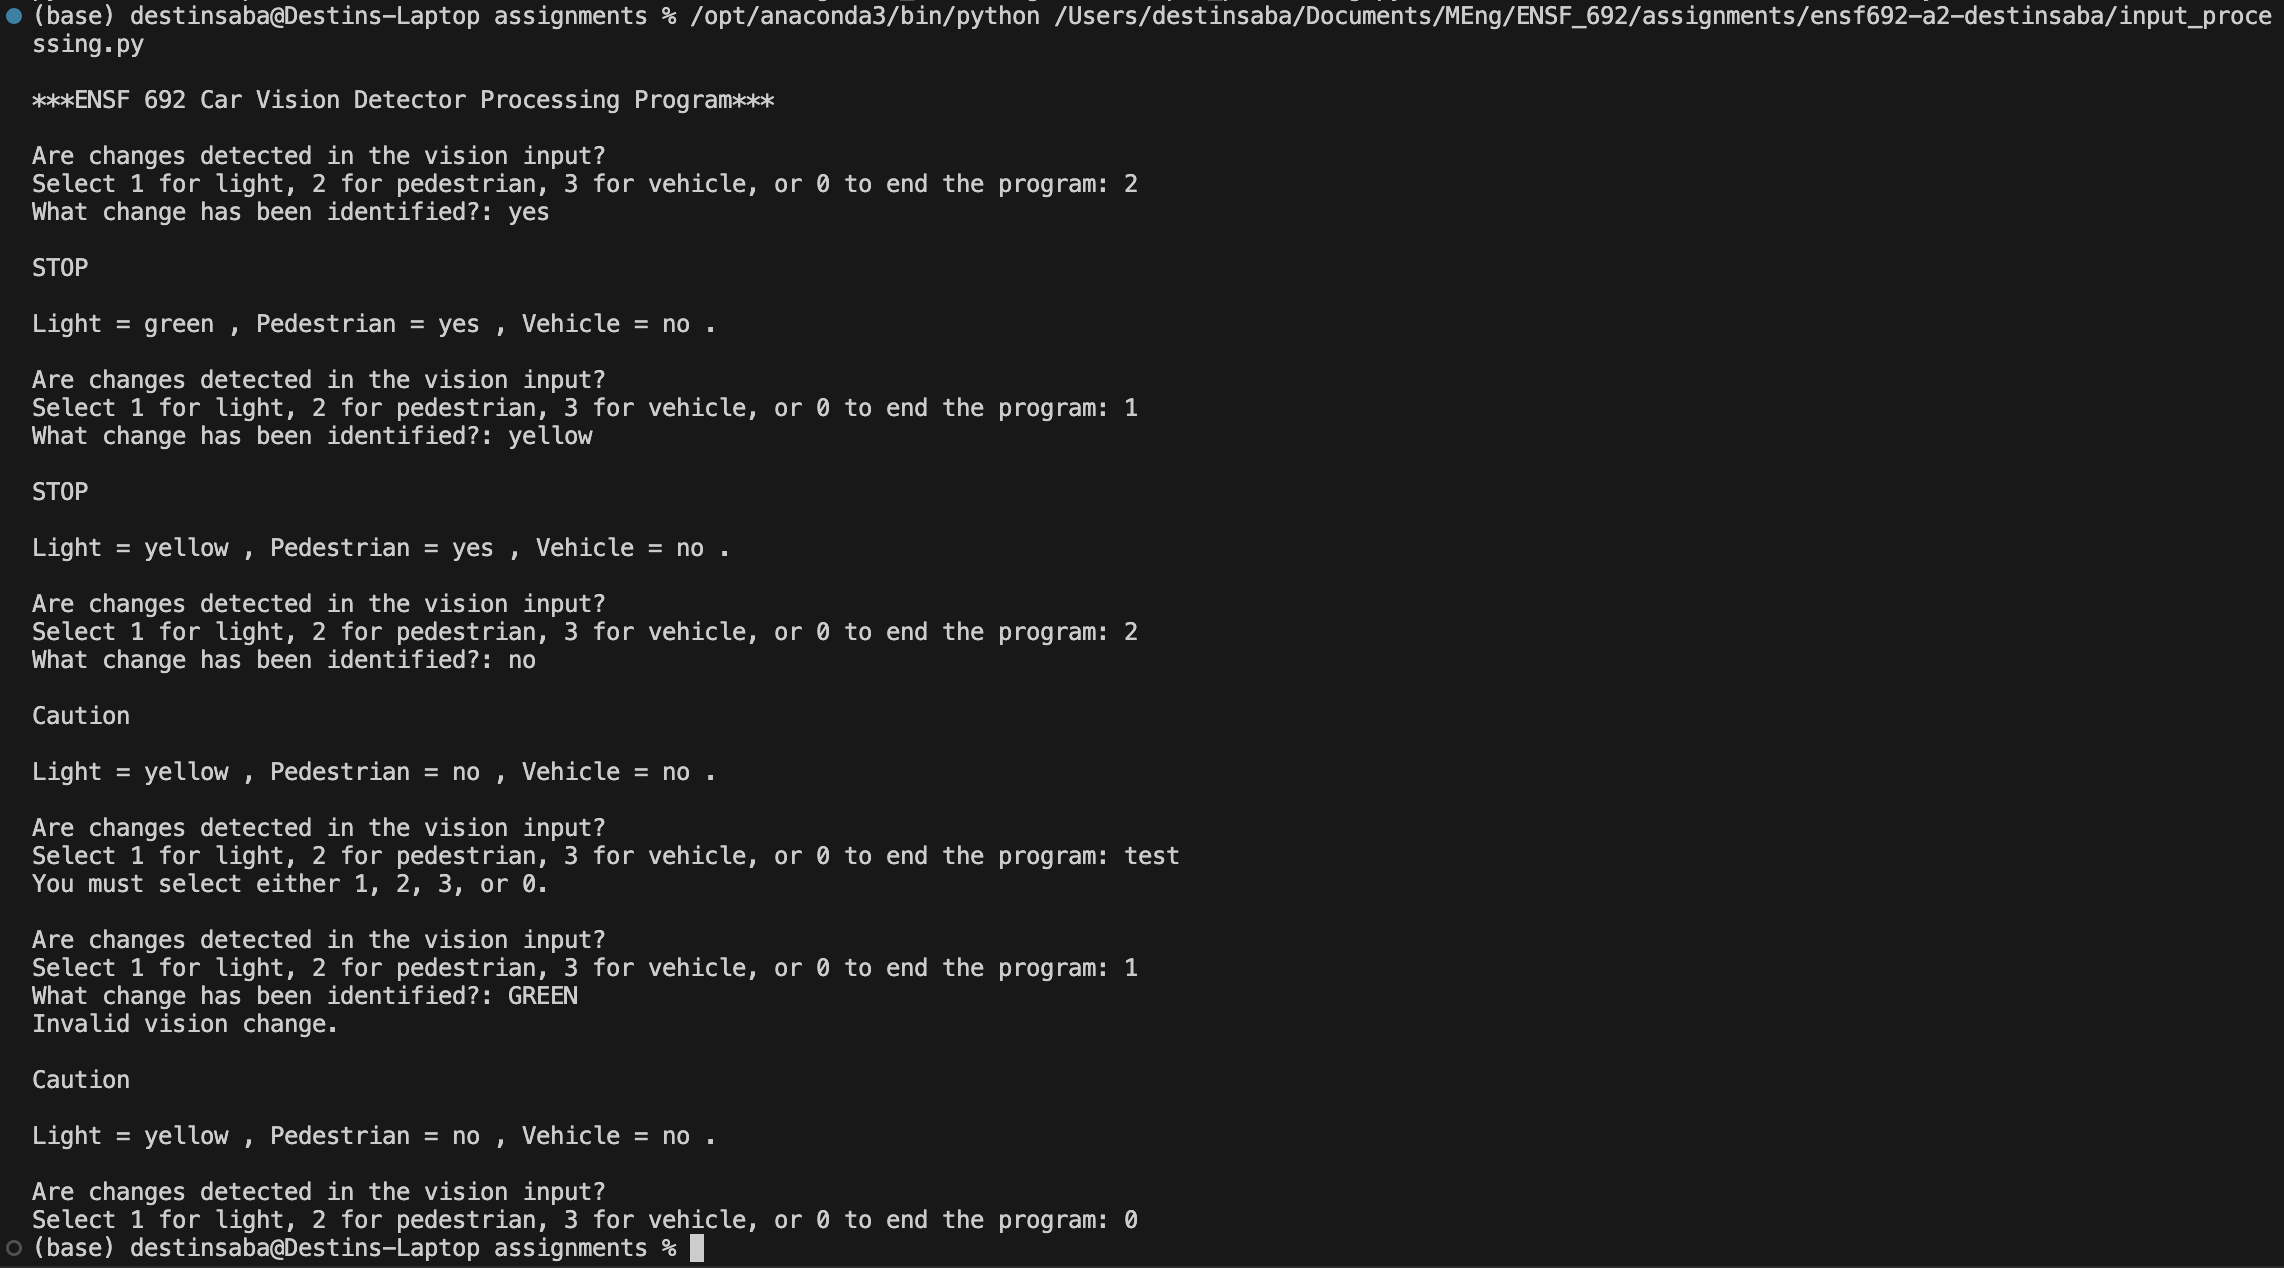 (base) destinsaba@Destins-Laptop assignments % /opt/anaconda3/bin/python /Users/destinsaba/Documents/MEng/ENSF_692/assignments/ensf692-a2-destinsaba/input_proce
ssing.py
***ENSF 692 Car Vision Detector Processing Program***
Are changes detected in the vision input?
Select 1 for light, 2 for pedestrian, 3 for vehicle, or 0 to end the program: 2
What change has been identified?: yes
STOP
Light = green , Pedestrian = yes , Vehicle = no .
Are changes detected in the vision input?
Select 1 for light, 2 for pedestrian, 3 for vehicle, or 0 to end the program: 1
What change has been identified?: yellow
STOP
Light = yellow , Pedestrian = yes , Vehicle = no .
Are changes detected in the vision input?
Select 1 for light, 2 for pedestrian, 3 for vehicle, or 0 to end the program: 2
What change has been identified?: no
Caution
Light = yellow , Pedestrian = no , Vehicle = no .
Are changes detected in the vision input?
Select 1 for light, 2 for pedestrian, 3 for vehicle, or 0 to end the program: test
You must select either 1, 2, 3, or 0.
Are changes detected in the vision input?
Select 1 for light, 2 for pedestrian, 3 for vehicle, or 0 to end the program: 1
What change has been identified?: GREEN
Invalid vision change.
Caution
Light = yellow , Pedestrian = no , Vehicle = no .
Are changes detected in the vision input?
Select 1 for light, 2 for pedestrian, 3 for vehicle, or 0 to end the program: 0
(base) destinsaba@Destins-Laptop assignments %